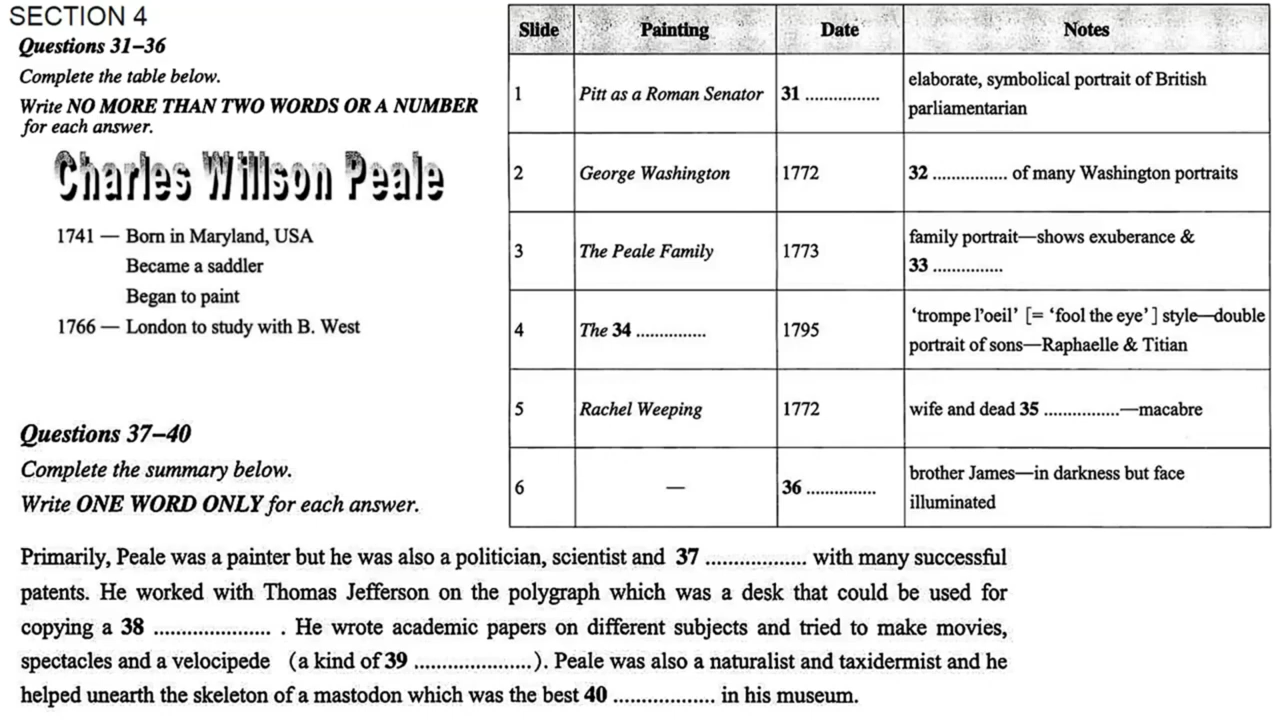 SECTION 4
Questions 31–36
Complete the table below.
Write NO MORE THAN TWO WORDS OR A NUMBER
for each answer.
Charles Willson Peale
1741 — Born in Maryland, USA
Became a saddler
Began to paint
1766 — London to study with B. West
Slide Painting Date Notes
1 Pitt as a Roman Senator 31 ............... elaborate, symbolical portrait of British
parliamentarian
2 George Washington 1772 32 ............... of many Washington portraits
3 The Peale Family 1773 family portrait—shows exuberance &
33 ..............
4 The 34 .............. 1795 ‘trompe l’oeil’ [= ‘fool the eye’] style—double
portrait of sons—Raphaelle & Titian
5 Rachel Weeping 1772 wife and dead 35 ................—macabre
6 — 36 .............. brother James—in darkness but face
illuminated
Questions 37–40
Complete the summary below.
Write ONE WORD ONLY for each answer.
Primarily, Peale was a painter but he was also a politician, scientist and 37 .................. with many successful
patents. He worked with Thomas Jefferson on the polygraph which was a desk that could be used for
copying a 38 ..................... . He wrote academic papers on different subjects and tried to make movies,
spectacles and a velocipede (a kind of 39 .....................). Peale was also a naturalist and taxidermist and he
helped unearth the skeleton of a mastodon which was the best 40 .................. in his museum.